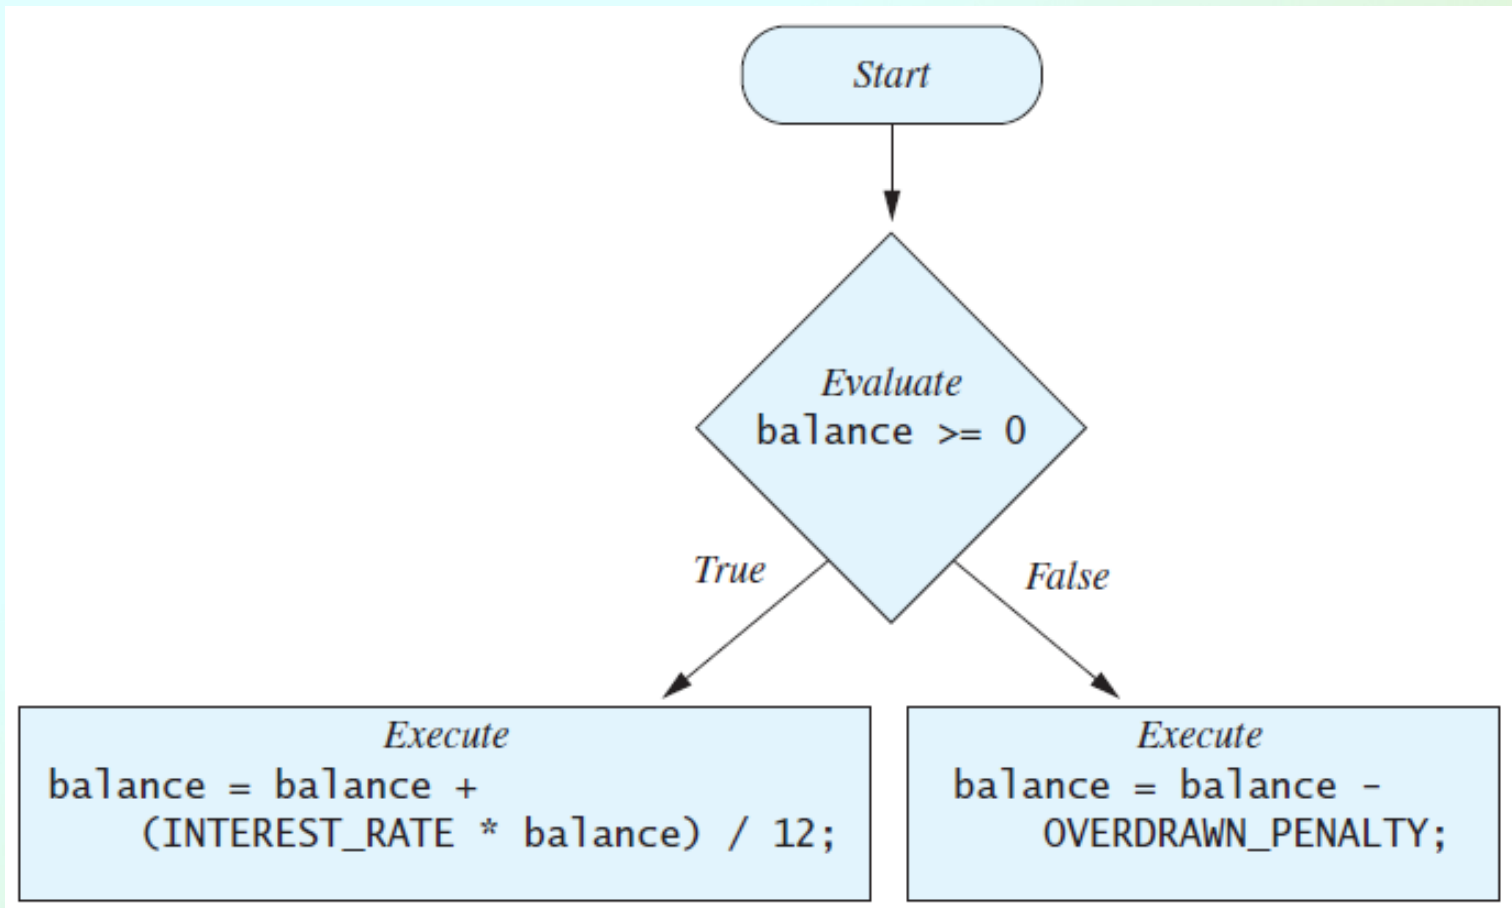 Start
Evaluate
balance >= 0
True
False
Execute
balance = balance +
(INTEREST_RATE * balance) / 12;
Execute
balance = balance -
OVERDRAWN_PENALTY;